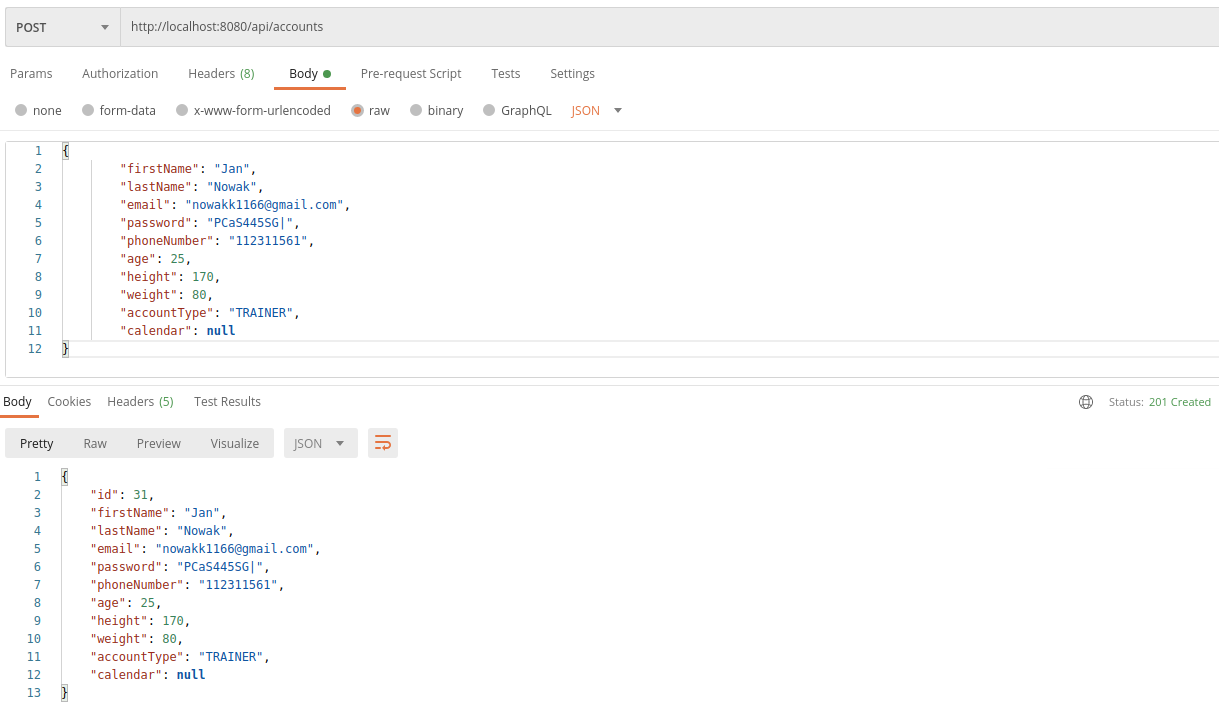 POST http://localhost:8080/api/accounts
Params Authorization Headers (8) Body Pre-request Script Tests Settings
none form-data x-www-form-urlencoded raw binary GraphQL JSON
1 {
2 "firstName": "Jan",
3 "lastName": "Nowak",
4 "email": "nowakk1166@gmail.com",
5 "password": "PCaS445SG|",
6 "phoneNumber": "112311561",
7 "age": 25,
8 "height": 170,
9 "weight": 80,
10 "accountType": "TRAINER",
11 "calendar": null
12 }
Body Cookies Headers (5) Test Results Status: 201 Created
Pretty Raw Preview Visualize JSON
1 {
2 "id": 31,
3 "firstName": "Jan",
4 "lastName": "Nowak",
5 "email": "nowakk1166@gmail.com",
6 "password": "PCaS445SG|",
7 "phoneNumber": "112311561",
8 "age": 25,
9 "height": 170,
10 "weight": 80,
11 "accountType": "TRAINER",
12 "calendar": null
13 }